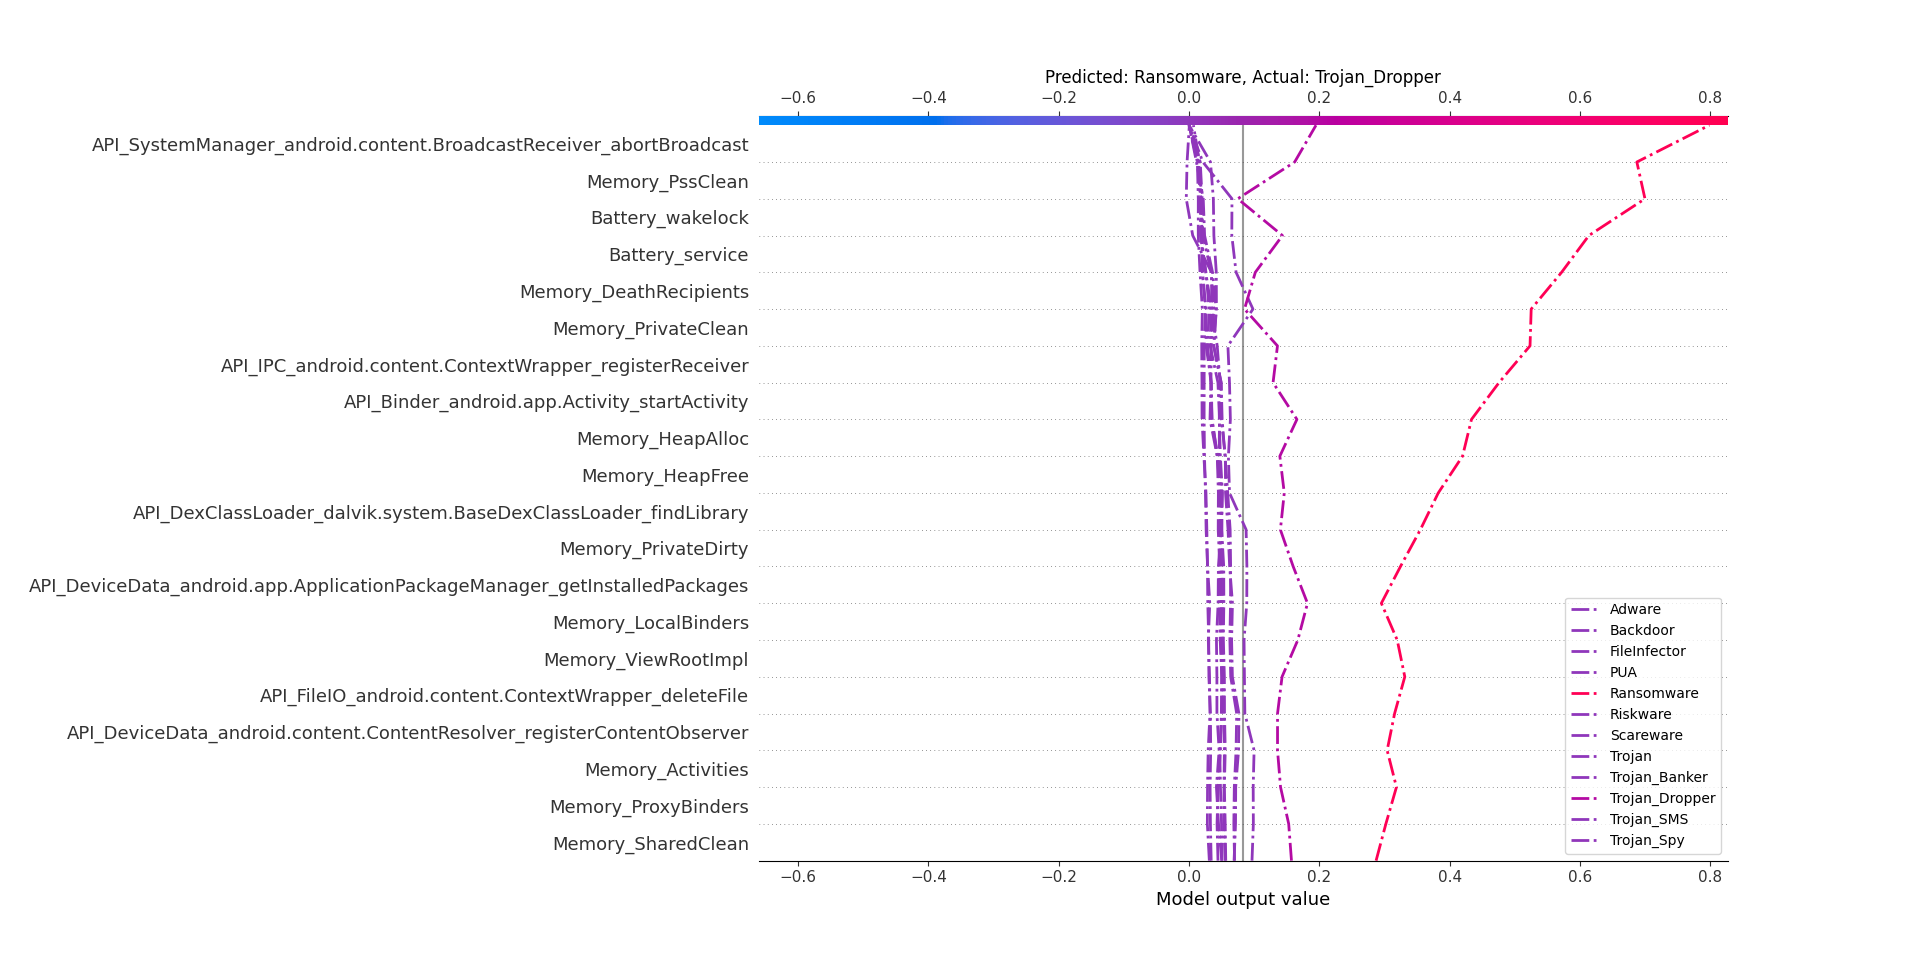 Predicted: Ransomware, Actual: Trojan_Dropper
−0.6 −0.4 −0.2 0.0 0.2 0.4 0.6 0.8
API_SystemManager_android.content.BroadcastReceiver_abortBroadcast
Memory_PssClean
Battery_wakelock
Battery_service
Memory_DeathRecipients
Memory_PrivateClean
API_IPC_android.content.ContextWrapper_registerReceiver
API_Binder_android.app.Activity_startActivity
Memory_HeapAlloc
Memory_HeapFree
API_DexClassLoader_dalvik.system.BaseDexClassLoader_findLibrary
Memory_PrivateDirty
API_DeviceData_android.app.ApplicationPackageManager_getInstalledPackages
Memory_LocalBinders
Memory_ViewRootImpl
API_FileIO_android.content.ContextWrapper_deleteFile
API_DeviceData_android.content.ContentResolver_registerContentObserver
Memory_Activities
Memory_ProxyBinders
Memory_SharedClean
Adware
Backdoor
FileInfector
PUA
Ransomware
Riskware
Scareware
Trojan
Trojan_Banker
Trojan_Dropper
Trojan_SMS
Trojan_Spy
−0.6 −0.4 −0.2 0.0 0.2 0.4 0.6 0.8
Model output value